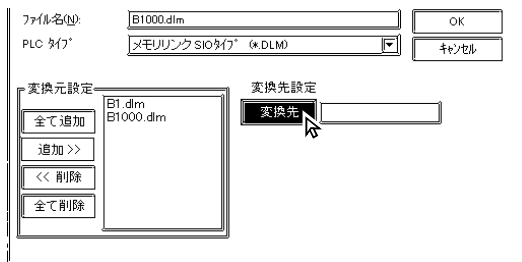 ファイル名(N):
B1000.dlm
OK
PLC タイプ
メモリリンク SIOタイプ (*.DLM)
キャンセル
変換元設定
変換先設定
B1.dlm
B1000.dlm
変換先
全て追加
追加 >>
<< 削除
全て削除